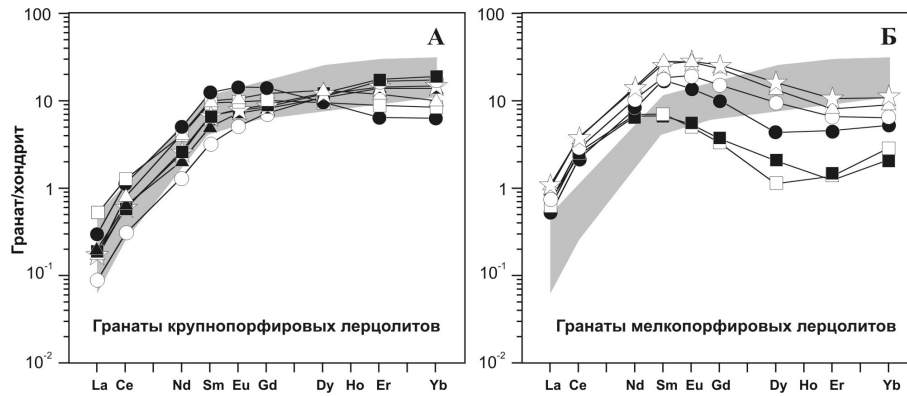 100
10
1
10-1
10-2
Гранат/хондрит
А
Гранаты крупнопорфировых лерцолитов
La Ce Nd Sm Eu Gd Dy Ho Er Yb
100
10
1
10-1
10-2
Б
Гранаты мелкопорфировых лерцолитов
La Ce Nd Sm Eu Gd Dy Ho Er Yb